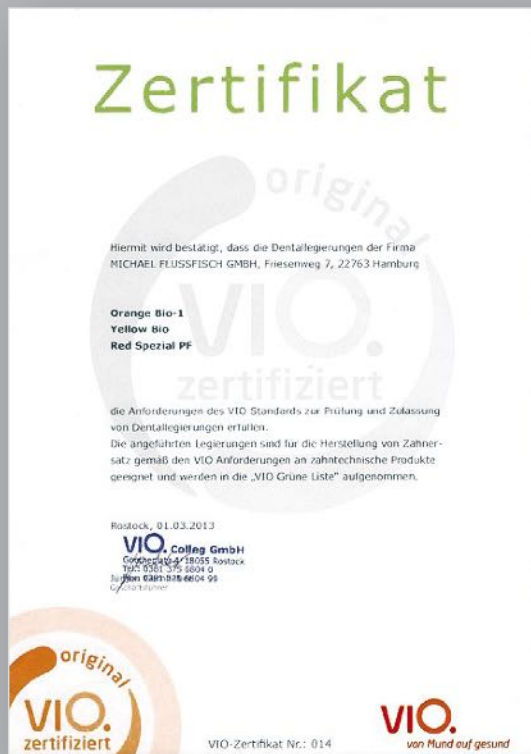 Zertifikat
original
Hiermit wird bestätigt, dass die Dentallegierungen der Firma
MICHAEL FLUSSFISCH GMBH, Friesenweg 7, 22763 Hamburg
Orange Bio-1
Yellow Bio
Red Spezial PF
VIO.
zertifiziert
die Anforderungen des VIO Standards zur Prüfung und Zulassung
von Dentallegierungen erfüllen.
Die angeführten Legierungen sind für die Herstellung von Zahner-
satz gemäß den VIO Anforderungen an zahntechnische Produkte
geeignet und werden in die „VIO Grüne Liste" aufgenommen.
Rostock, 01.03.2013
VIO. Colleg GmbH
18055 Rostock
Geschäftsführer
original
VIO.
zertifiziert
VIO-Zertifikat Nr.: 014
VIO.
von Mund auf gesund